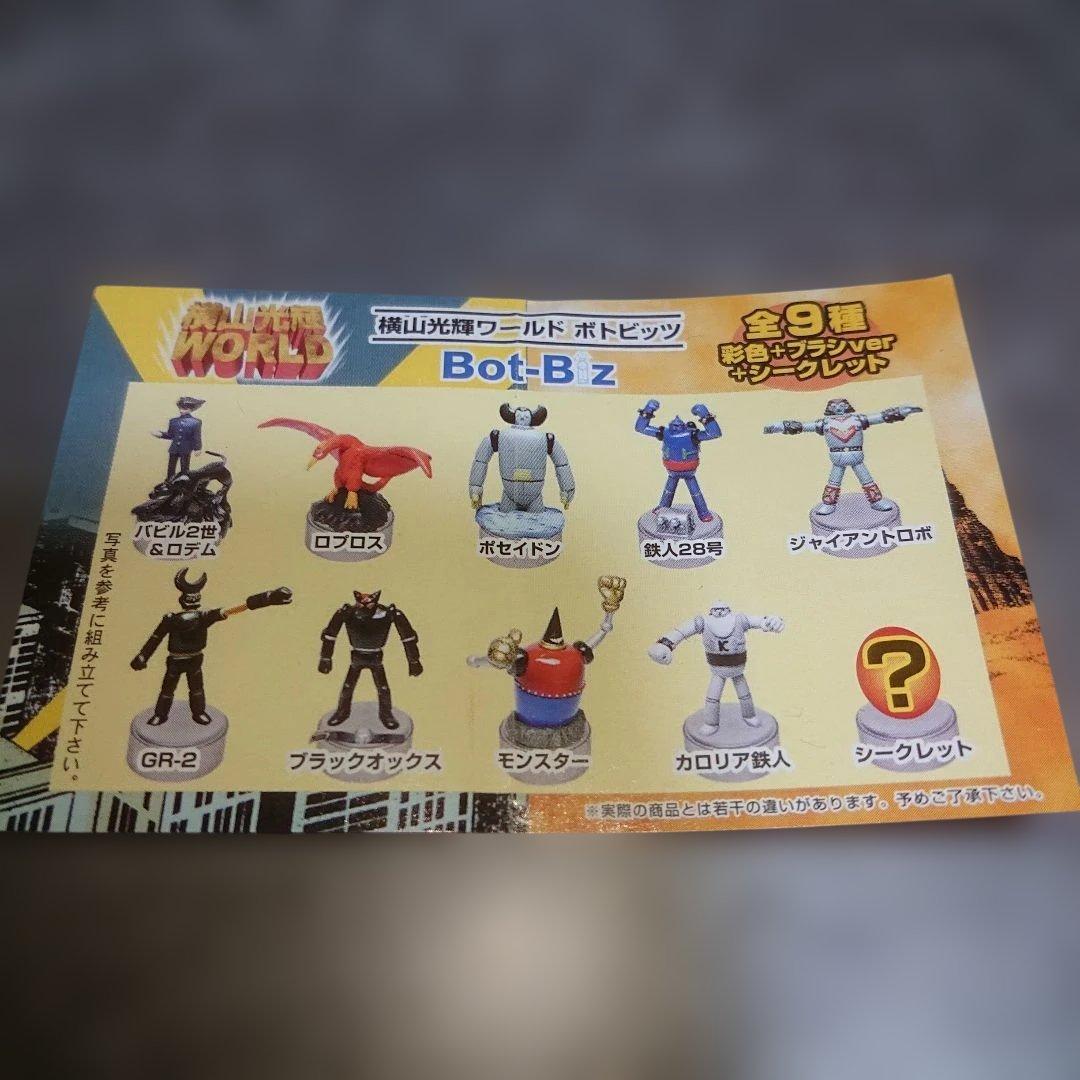 横山光輝
WORLD
横山光輝ワールド ボトビッツ
Bot-Biz
全9種
彩色+ブラシver
+シークレット
バビル2世
&ロデム
ロプロス
ポセイドン
鉄人28号
ジャイアントロボ
GR-2
ブラックオックス
モンスター
カロリア鉄人
シークレット
?
K
写真を参考に組み立てて下さい。
※実際の商品とは若干の違いがあります。予めご了承下さい。